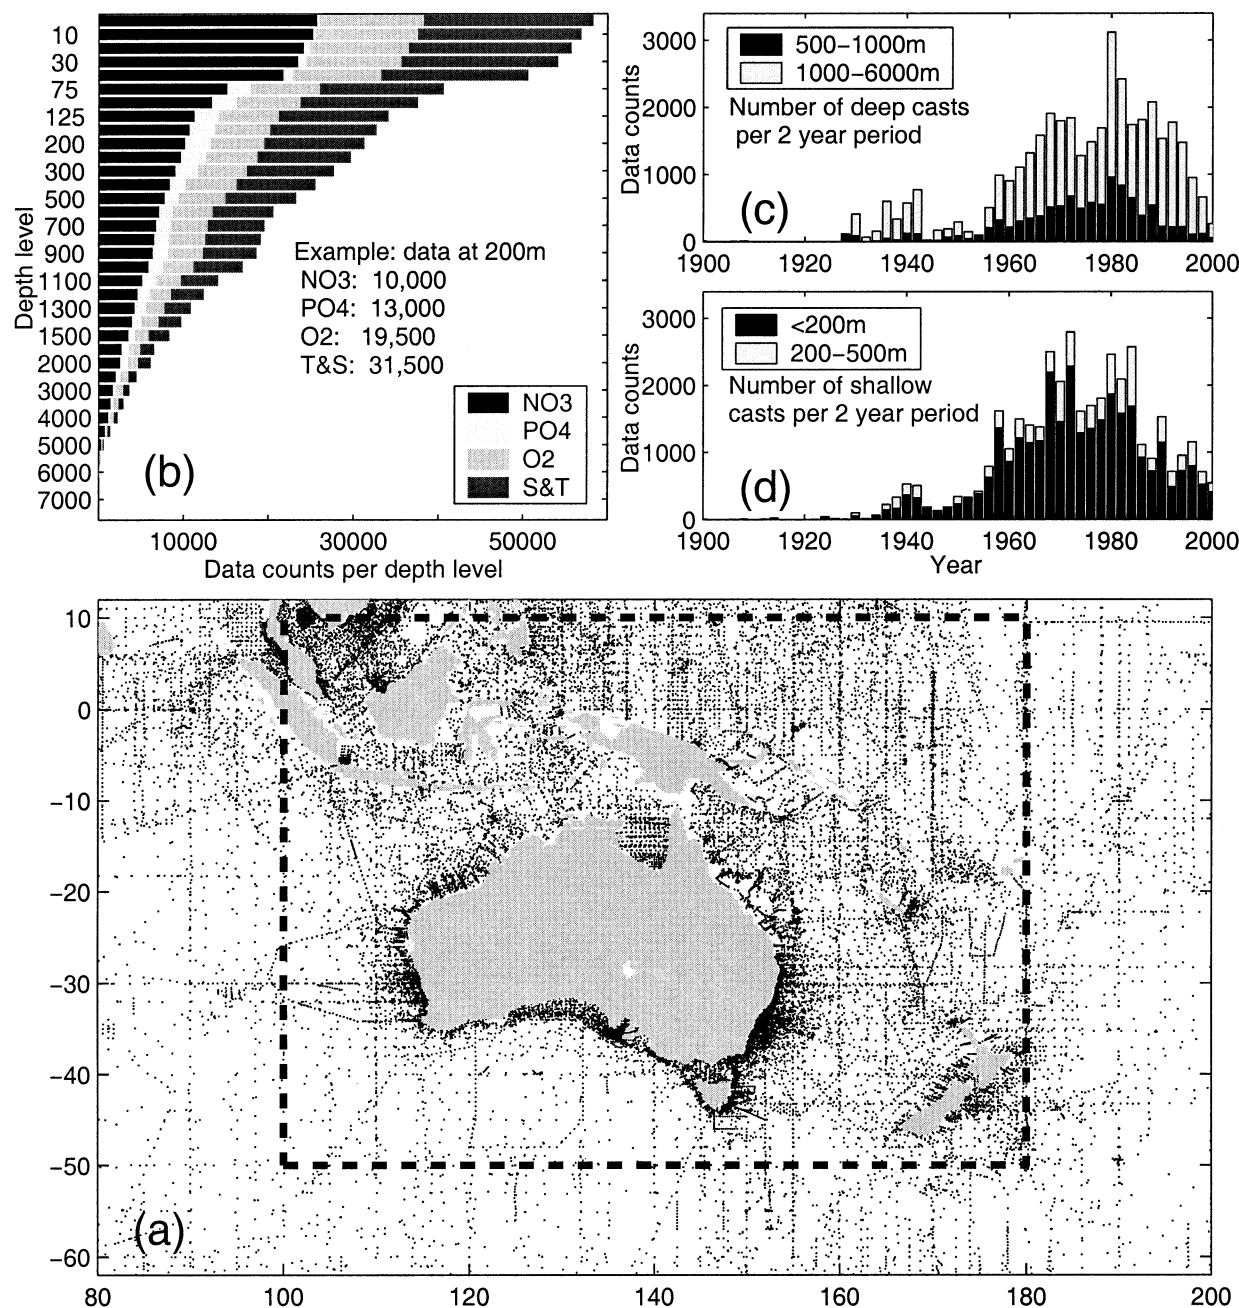 10
30
75
125
200
300
500
700
900
1100
1300
1500
2000
3000
4000
5000
6000
7000
Depth level
Example: data at 200m
NO3: 10,000
PO4: 13,000
O2: 19,500
T&S: 31,500
NO3
PO4
O2
S&T
(b)
10000 30000 50000
Data counts per depth level
3000
2000
1000
0
Data counts
500−1000m
1000−6000m
Number of deep casts
per 2 year period
(c)
1900 1920 1940 1960 1980 2000
3000
2000
1000
0
Data counts
<200m
200−500m
Number of shallow
casts per 2 year period
(d)
1900 1920 1940 1960 1980 2000
Year
10
0
−10
−20
−30
−40
−50
−60
(a)
80 100 120 140 160 180 200